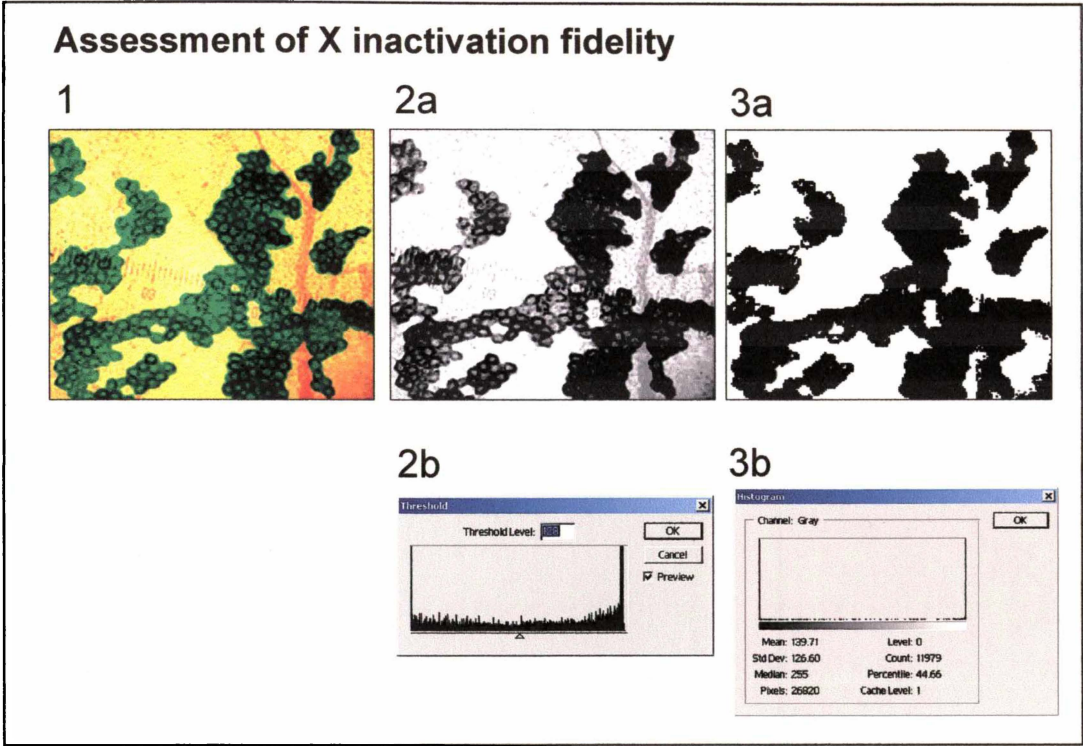 Assessment of X inactivation fidelity
1
2a
3a
2b
Threshold
Threshold Level:
OK
Cancel
Preview
3b
Histogram
Channel: Gray
OK
Mean: 139.71
Level: 0
Std Dev: 126.60
Count: 11979
Median: 255
Percentile: 44.66
Pixels: 26820
Cache Level: 1